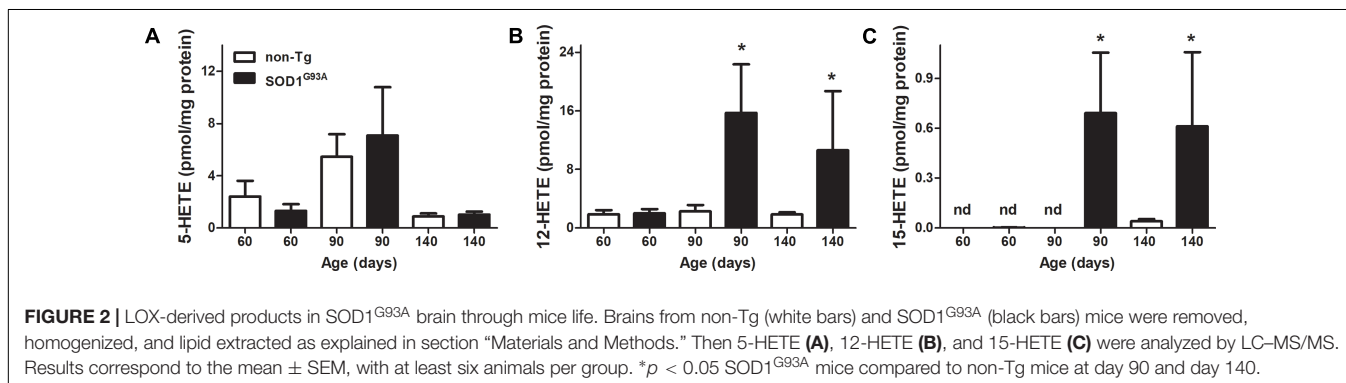 A
non-Tg
SOD1G93A
5-HETE (pmol/mg protein)
12
8
4
0
60 60 90 90 140 140
Age (days)
B
12-HETE (pmol/mg protein)
24
16
8
0
* *
60 60 90 90 140 140
Age (days)
C
15-HETE (pmol/mg protein)
0.9
0.6
0.3
0.0
nd nd nd * *
60 60 90 90 140 140
Age (days)
FIGURE 2 | LOX-derived products in SOD1G93A brain through mice life. Brains from non-Tg (white bars) and SOD1G93A (black bars) mice were removed,
homogenized, and lipid extracted as explained in section “Materials and Methods.” Then 5-HETE (A), 12-HETE (B), and 15-HETE (C) were analyzed by LC–MS/MS.
Results correspond to the mean ± SEM, with at least six animals per group. *p < 0.05 SOD1G93A mice compared to non-Tg mice at day 90 and day 140.